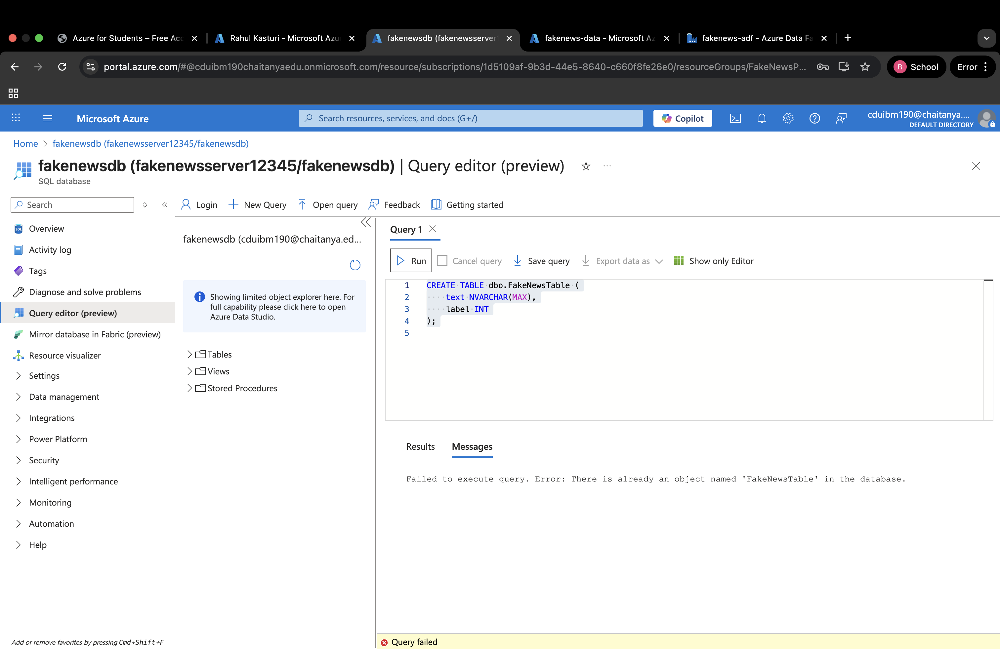 Azure for Students – Free Acc
Rahul Kasturi - Microsoft Azu
fakenewsdb (fakenewsserver
fakenews-data - Microsoft Az
fakenews-adf - Azure Data Fa
portal.azure.com/#@cduibm190chaitanyaedu.onmicrosoft.com/resource/subscriptions/1d5109af-9b3d-44e5-8640-c660f8fe26e0/resourceGroups/FakeNewsP...
R School
Error
Microsoft Azure
Search resources, services, and docs (G+/)
Copilot
cduibm190@chaitanya....
DEFAULT DIRECTORY
Home > fakenewsdb (fakenewsserver12345/fakenewsdb)
fakenewsdb (fakenewsserver12345/fakenewsdb) | Query editor (preview)
SQL database
Search
Login
New Query
Open query
Feedback
Getting started
SQL Overview
Activity log
Tags
Diagnose and solve problems
Query editor (preview)
Mirror database in Fabric (preview)
Resource visualizer
Settings
Data management
Integrations
Power Platform
Security
Intelligent performance
Monitoring
Automation
Help
Add or remove favorites by pressing Cmd+Shift+F
fakenewsdb (cduibm190@chaitanya.ed...
Showing limited object explorer here. For
full capability please click here to open
Azure Data Studio.
Tables
Views
Stored Procedures
Query 1
Run
Cancel query
Save query
Export data as
Show only Editor
1 CREATE TABLE dbo.FakeNewsTable (
2 text NVARCHAR(MAX),
3 label INT
4 );
5
Results
Messages
Failed to execute query. Error: There is already an object named 'FakeNewsTable' in the database.
Query failed